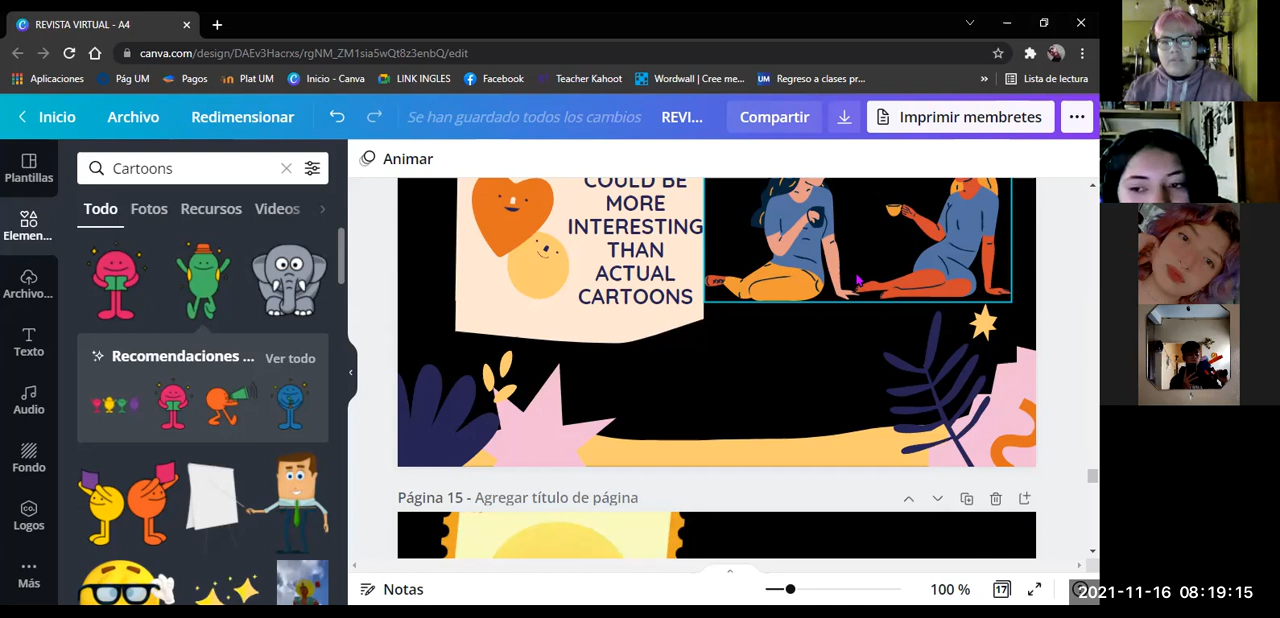 REVISTA VIRTUAL - A4
canva.com/design/DAEv3Hacrxs/rgNM_ZM1sia5wQt8z3enbQ/edit
Aplicaciones
Pág UM
Pagos
Plat UM
Inicio - Canva
LINK INGLES
Facebook
Teacher Kahoot
Wordwall | Cree me...
UM
Regreso a clases pr...
»
Lista de lectura
Inicio
Archivo
Redimensionar
Se han guardado todos los cambios
REVI...
Compartir
Imprimir membretes
Plantillas
Elemen...
Archivo...
Texto
Audio
Fondo
Logos
Más
Cartoons
Todo
Fotos
Recursos
Videos
Recomendaciones ...
Ver todo
Animar
COULD BE
MORE
INTERESTING
THAN
ACTUAL
CARTOONS
Página 15 - Agregar título de página
Notas
100 %
17
2021-11-16 08:19:15